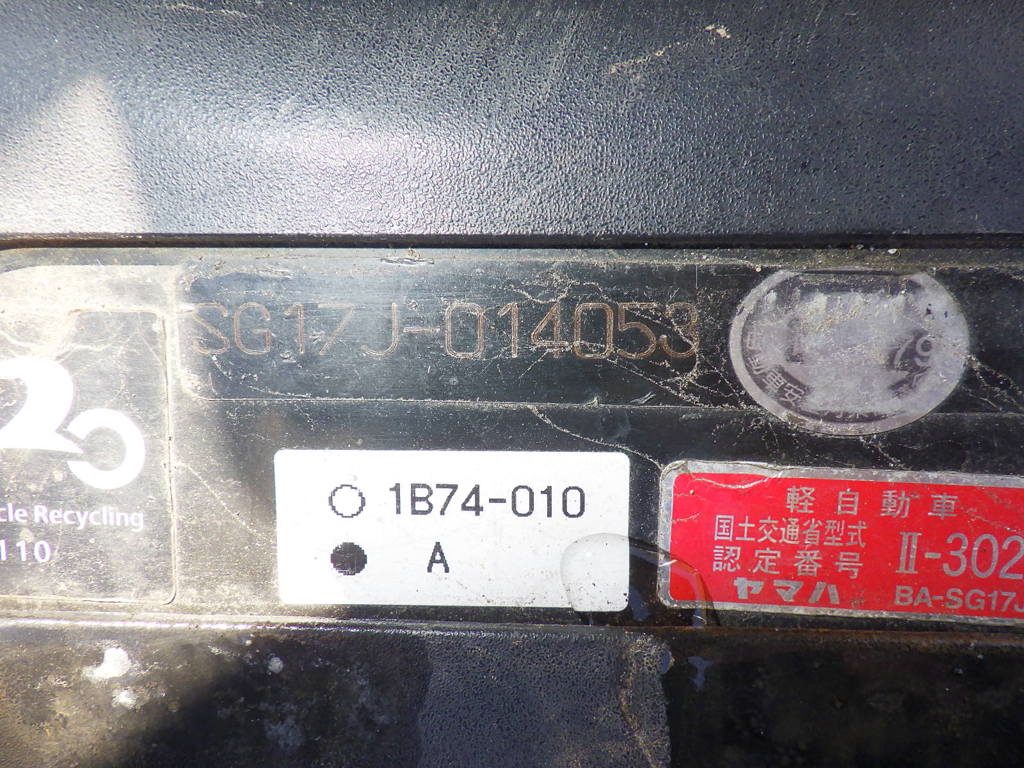 SG17J-014053
cle Recycling
110
1B74-010
A
軽自動車
国土交通省型式
認定番号 II-302
ヤマハ BA-SG17J